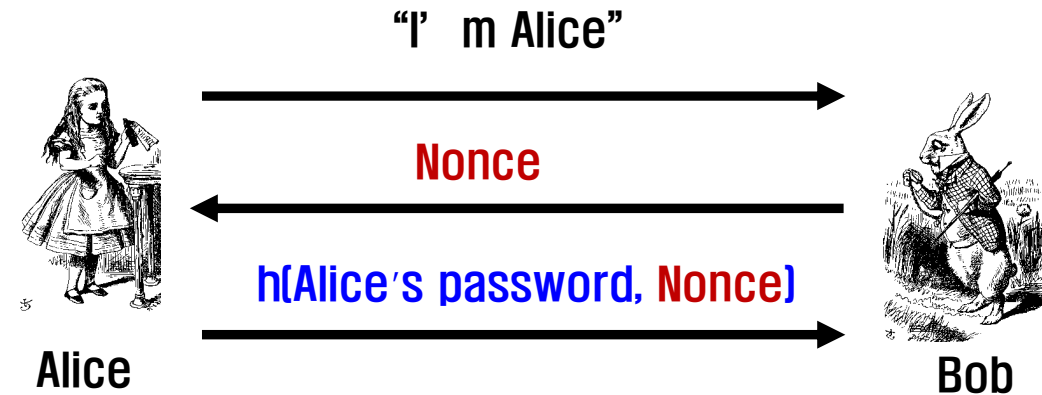 “I’ m Alice”
Nonce
h(Alice’s password, Nonce)
Alice
Bob